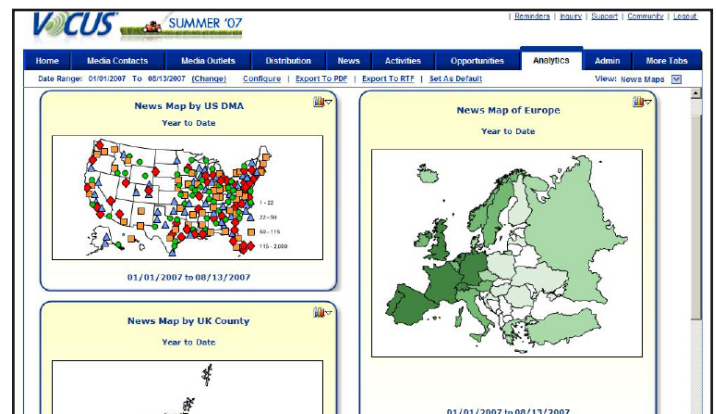 VOCUS SUMMER '07
Reminders | Inquiry | Support | Community | Logout
Home Media Contacts Media Outlets Distribution News Activities Opportunities Analytics Admin More Tabs
Date Range: 01/01/2007 To 08/13/2007 (Change) Configure | Export To PDF | Export To RTF | Set As Default View: News Maps
News Map by US DMA
Year to Date
1 - 22
22 - 50
50 - 115
115 - 2,000
01/01/2007 to 08/13/2007
News Map of Europe
Year to Date
01/01/2007 to 08/13/2007
News Map by UK County
Year to Date